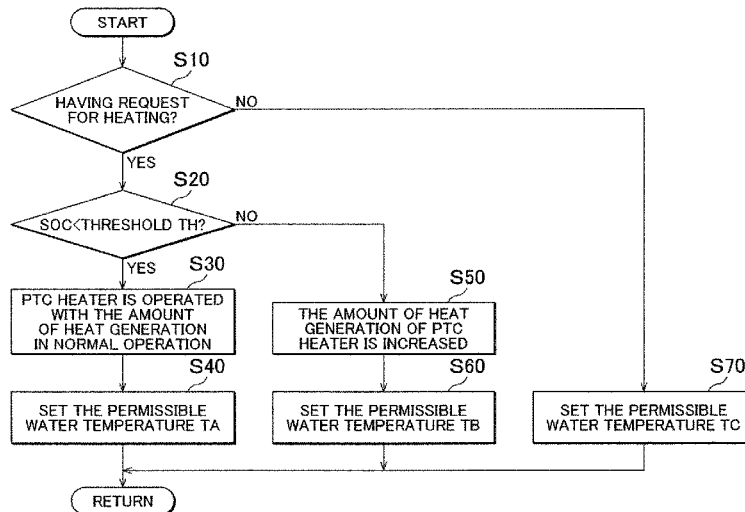 START
S10
HAVING REQUEST
FOR HEATING?
NO
YES
S20
SOC<THRESHOLD TH?
NO
YES
S30
PTC HEATER IS OPERATED
WITH THE AMOUNT
OF HEAT GENERATION
IN NORMAL OPERATION
S50
THE AMOUNT OF HEAT
GENERATION OF PTC
HEATER IS INCREASED
S40
SET THE PERMISSIBLE
WATER TEMPERATURE TA
S60
SET THE PERMISSIBLE
WATER TEMPERATURE TB
S70
SET THE PERMISSIBLE
WATER TEMPERATURE TC
RETURN